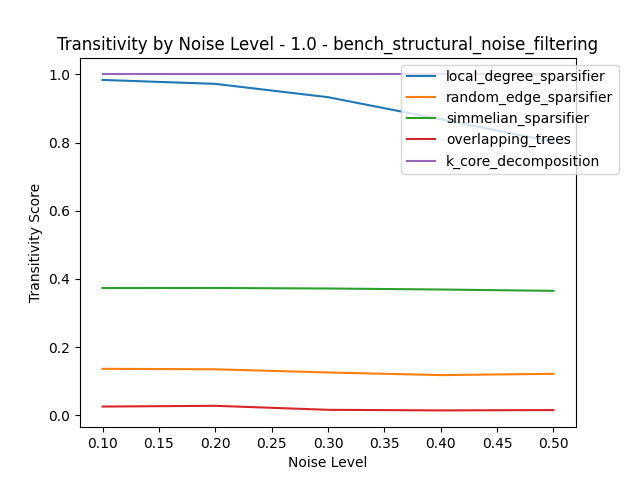 Transitivity by Noise Level - 1.0 - bench_structural_noise_filtering
Transitivity Score
1.0
0.8
0.6
0.4
0.2
0.0
local_degree_sparsifier
random_edge_sparsifier
simmelian_sparsifier
overlapping_trees
k_core_decomposition
0.10 0.15 0.20 0.25 0.30 0.35 0.40 0.45 0.50
Noise Level